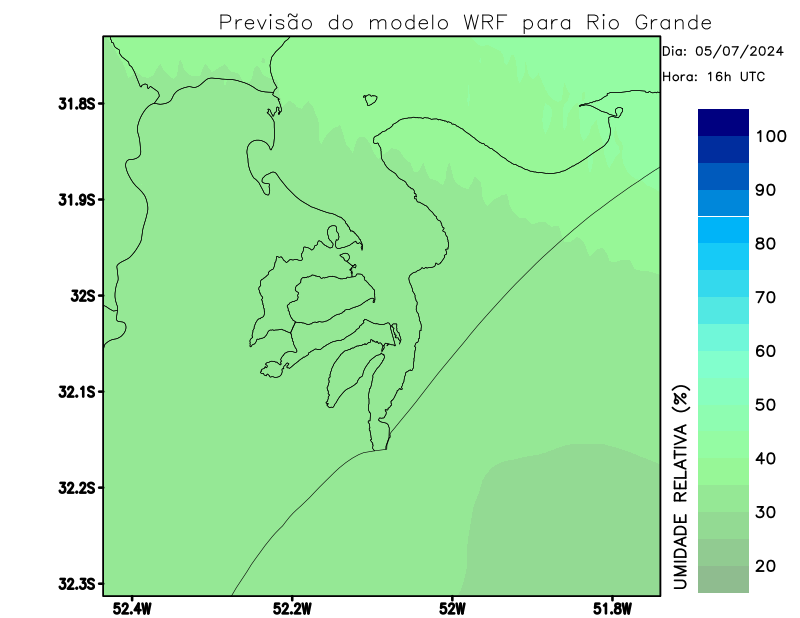 Previsão do modelo WRF para Rio Grande
Dia: 05/07/2024
Hora: 16h UTC
31.8S
31.9S
32S
32.1S
32.2S
32.3S
52.4W
52.2W
52W
51.8W
100
90
80
70
60
50
40
30
20
UMIDADE RELATIVA (%)